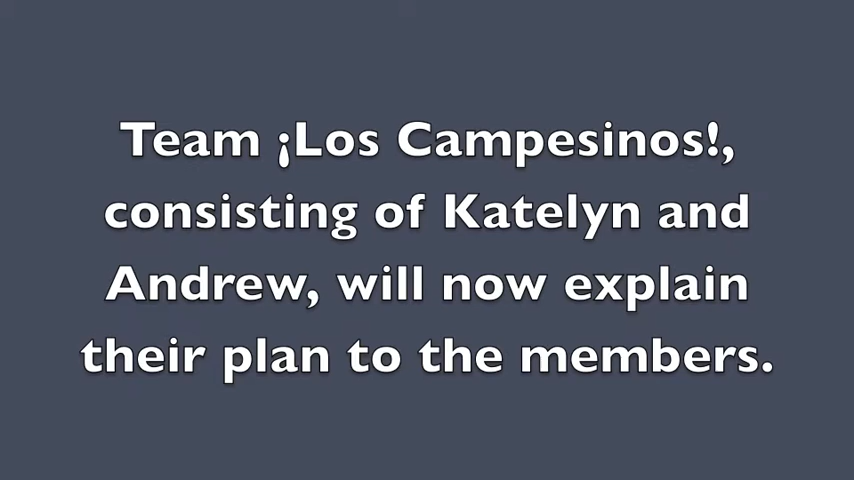 Team ¡Los Campesinos!,
consisting of Katelyn and
Andrew, will now explain
their plan to the members.